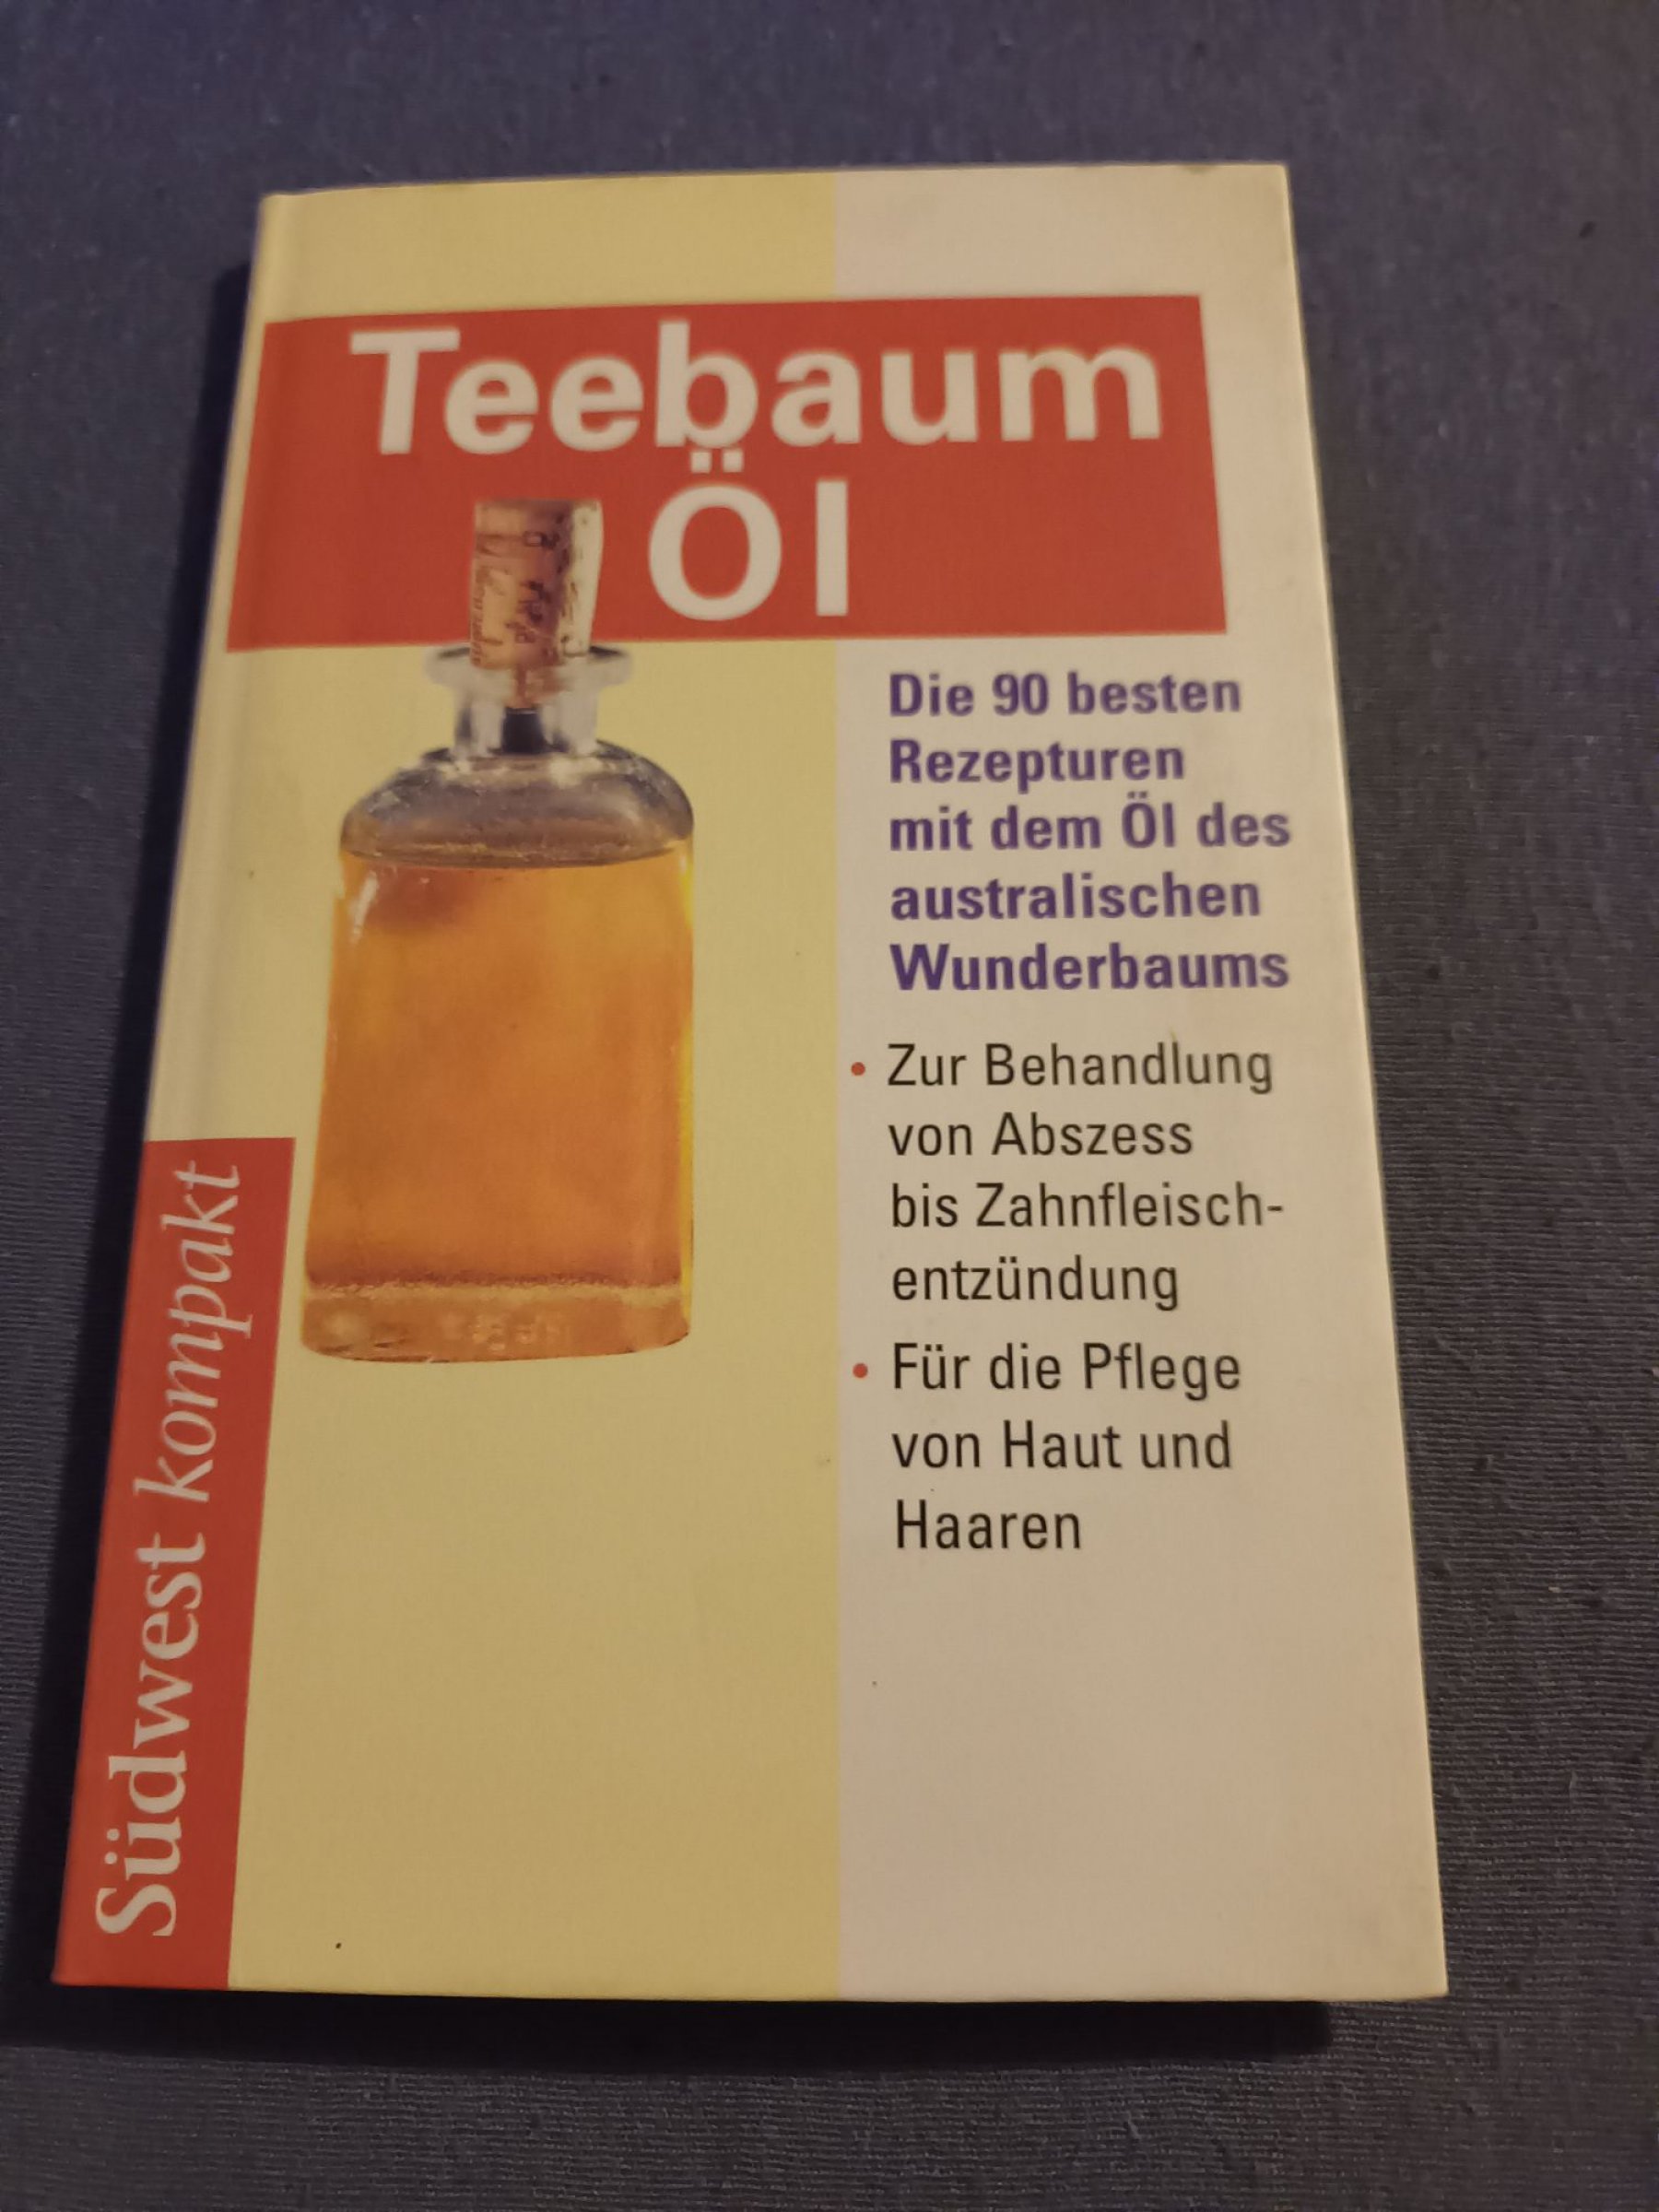 Teebaum
Öl
Die 90 besten
Rezepturen
mit dem Öl des
australischen
Wunderbaums
• Zur Behandlung
von Abszess
bis Zahnfleisch-
entzündung
• Für die Pflege
von Haut und
Haaren
Südwest kompakt